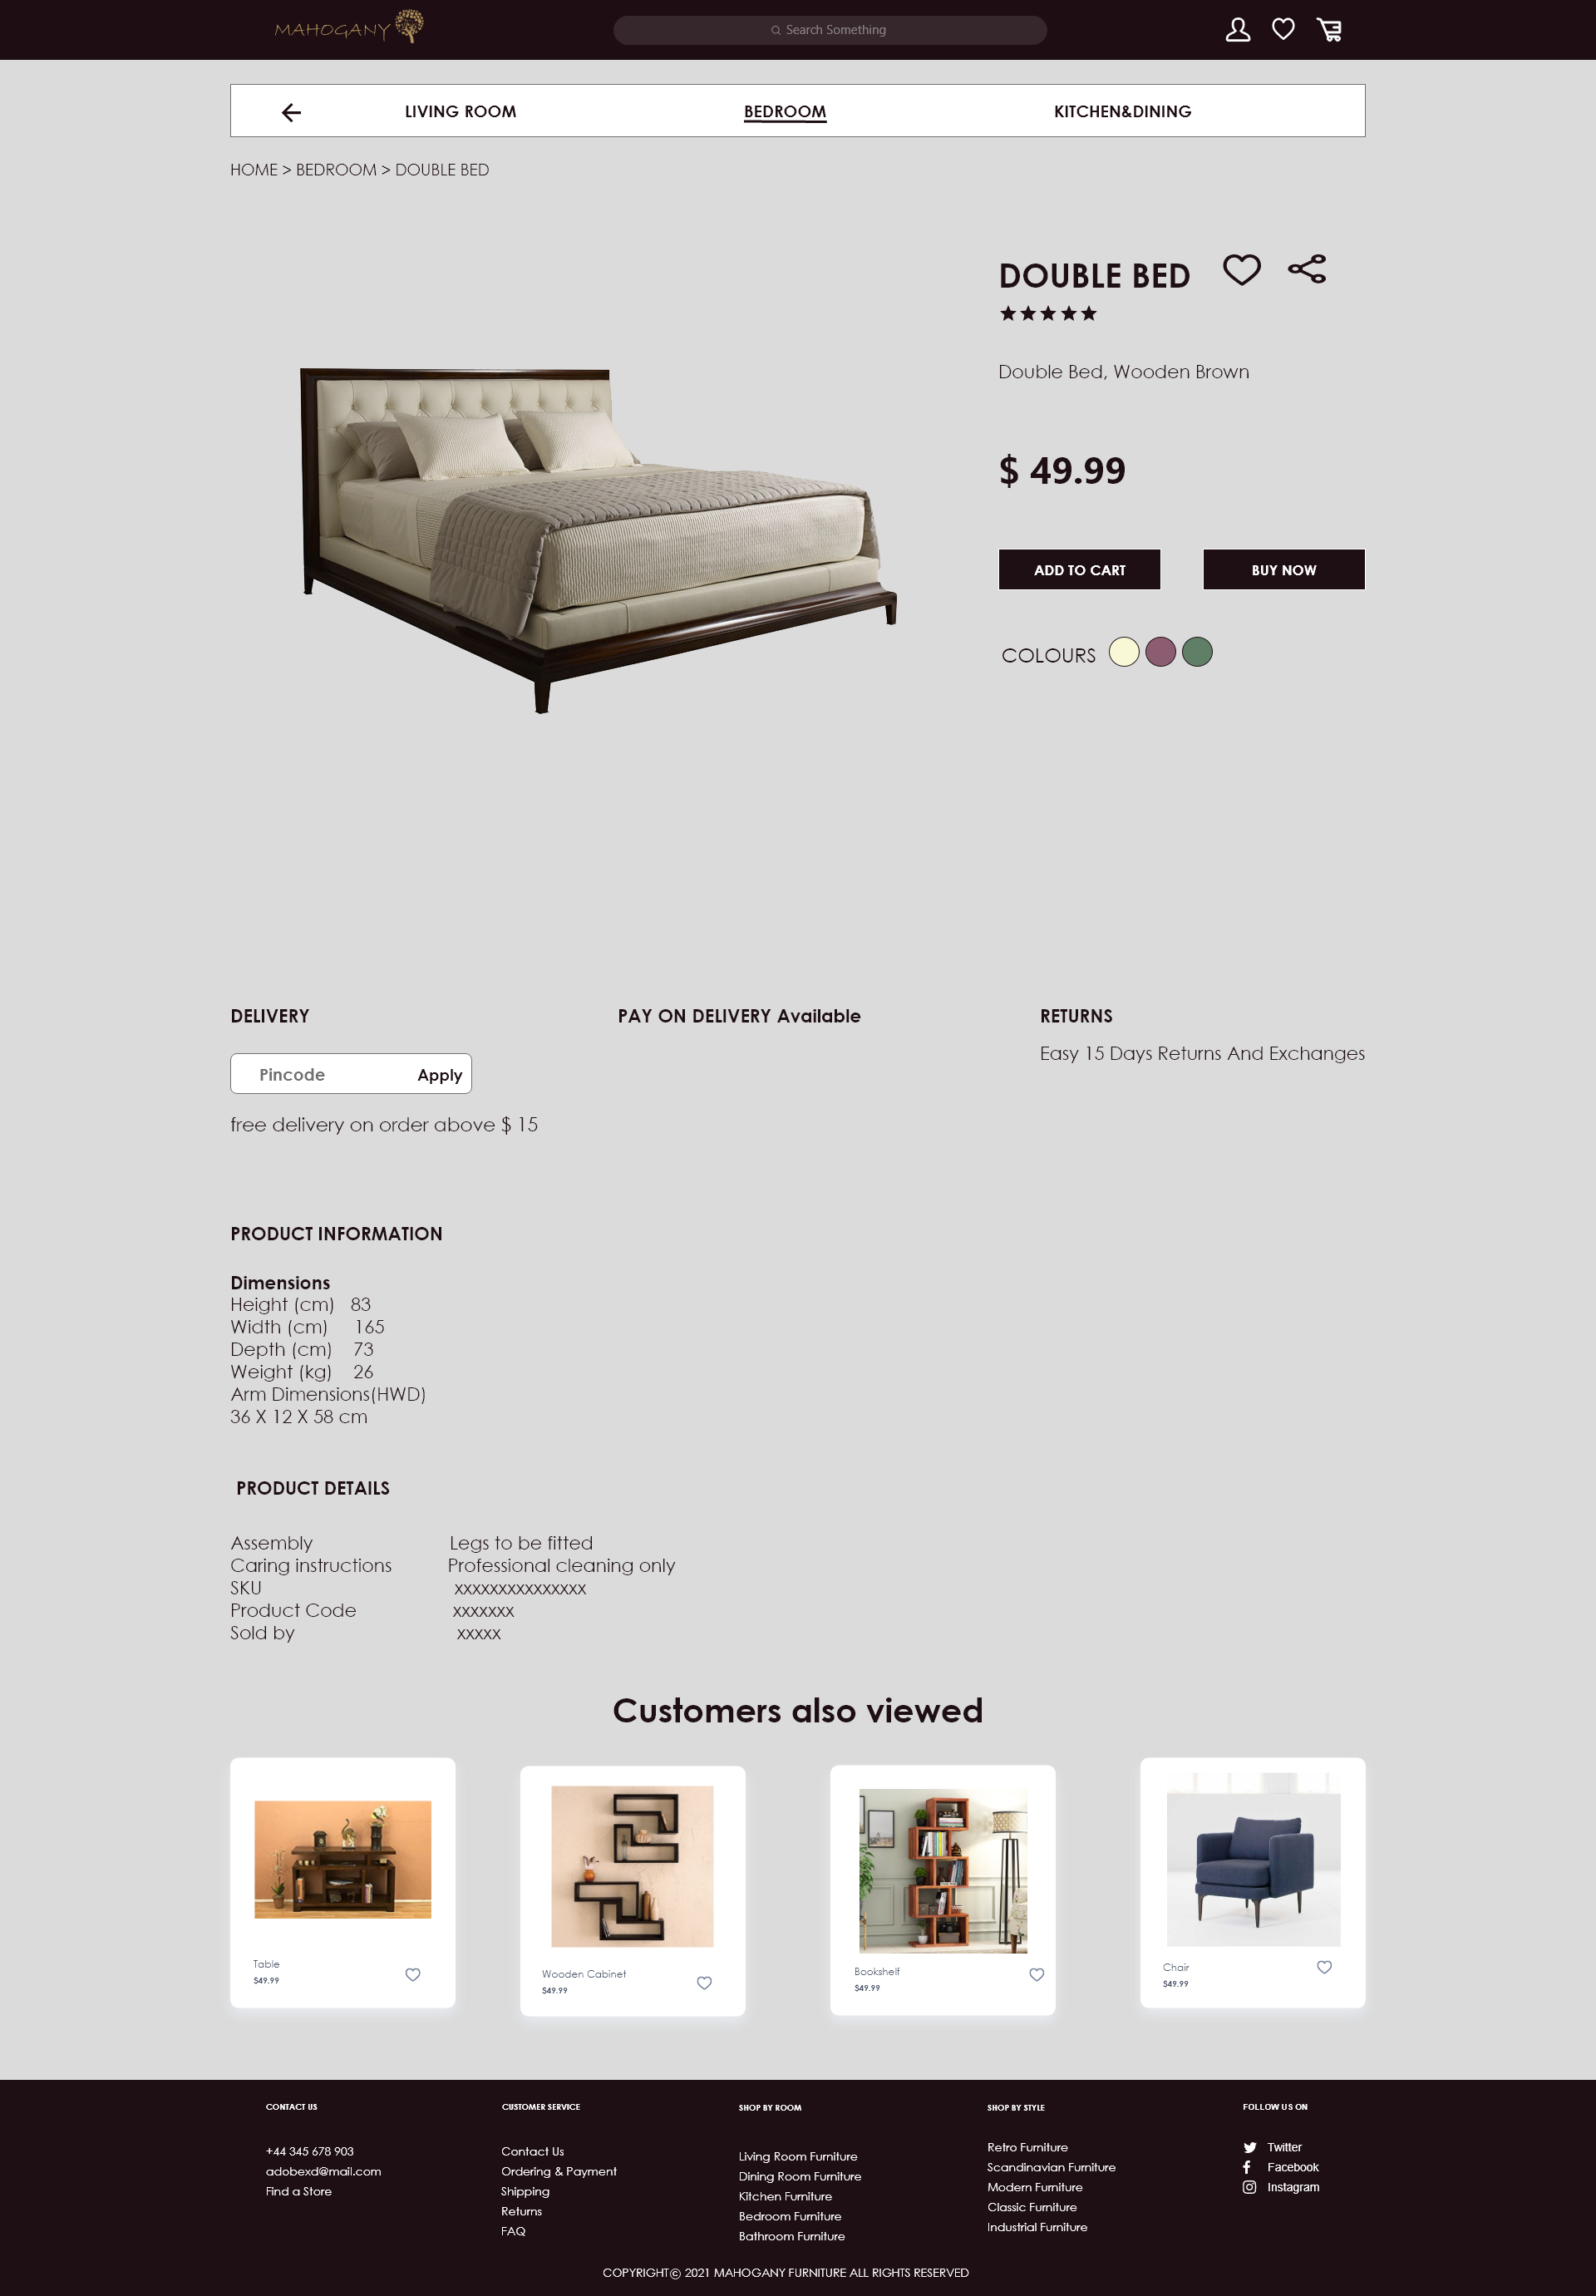 MAHOGANY
Search Something
LIVING ROOM
BEDROOM
KITCHEN&DINING
HOME > BEDROOM > DOUBLE BED
DOUBLE BED
Double Bed, Wooden Brown
$ 49.99
ADD TO CART
BUY NOW
COLOURS
DELIVERY
Pincode
Apply
free delivery on order above $ 15
PAY ON DELIVERY Available
RETURNS
Easy 15 Days Returns And Exchanges
PRODUCT INFORMATION
Dimensions
Height (cm) 83
Width (cm) 165
Depth (cm) 73
Weight (kg) 26
Arm Dimensions(HWD)
36 X 12 X 58 cm
PRODUCT DETAILS
Assembly Legs to be fitted
Caring instructions Professional cleaning only
SKU xxxxxxxxxxxxxxx
Product Code xxxxxxx
Sold by xxxxx
Customers also viewed
Table
$49.99
Wooden Cabinet
$49.99
Bookshelf
$49.99
Chair
$49.99
CONTACT US
+44 345 678 903
adobexd@mail.com
Find a Store
CUSTOMER SERVICE
Contact Us
Ordering & Payment
Shipping
Returns
FAQ
SHOP BY ROOM
Living Room Furniture
Dining Room Furniture
Kitchen Furniture
Bedroom Furniture
Bathroom Furniture
SHOP BY STYLE
Retro Furniture
Scandinavian Furniture
Modern Furniture
Classic Furniture
Industrial Furniture
FOLLOW US ON
Twitter
Facebook
Instagram
COPYRIGHT© 2021 MAHOGANY FURNITURE ALL RIGHTS RESERVED